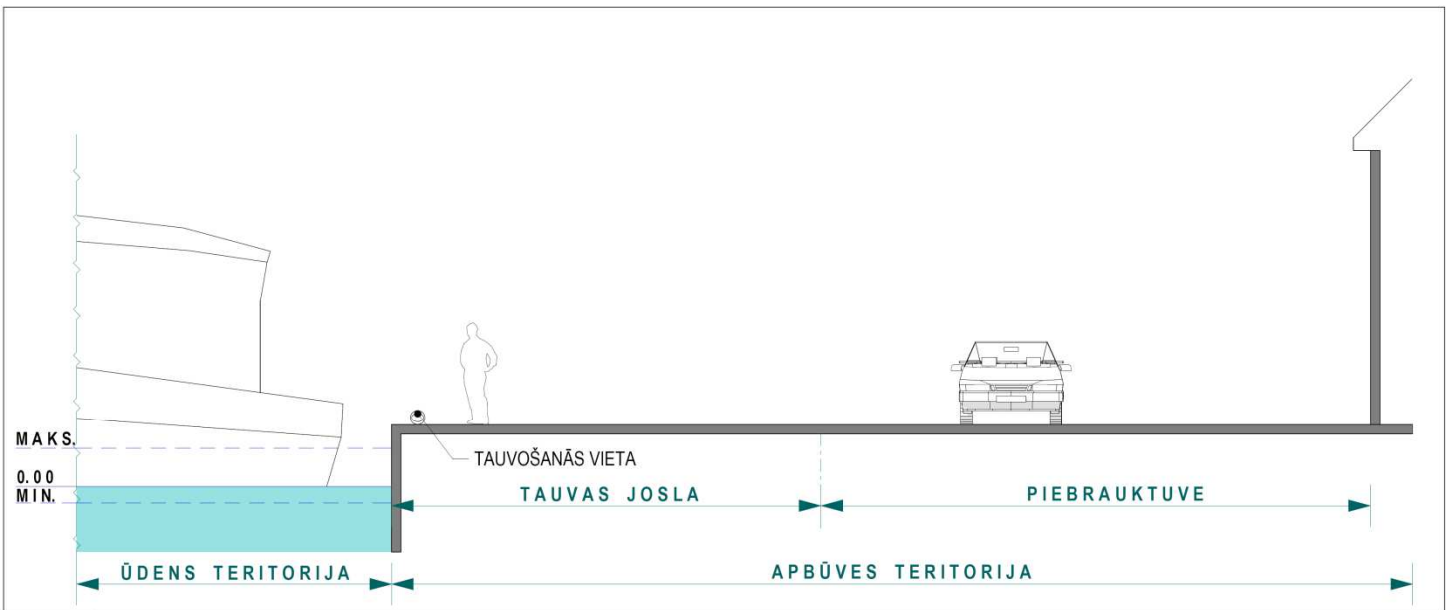 MAKS.
TAUVOŠANĀS VIETA
0.00
MIN.
TAUVAS JOSLA
PIEBRAUKTUVE
ŪDENS TERITORIJA
APBŪVES TERITORIJA